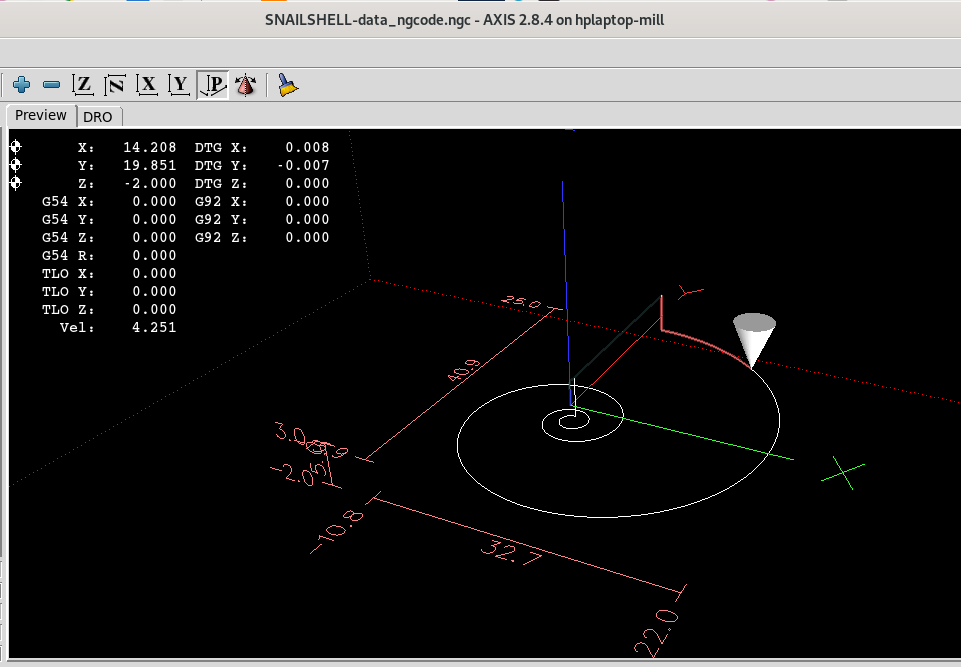 SNAILSHELL-data_ngcode.ngc - AXIS 2.8.4 on hplaptop-mill
Z N X Y P
Preview DRO
X: 14.208 DTG X: 0.008
Y: 19.851 DTG Y: -0.007
Z: -2.000 DTG Z: 0.000
G54 X: 0.000 G92 X: 0.000
G54 Y: 0.000 G92 Y: 0.000
G54 Z: 0.000 G92 Z: 0.000
G54 R: 0.000
TLO X: 0.000
TLO Y: 0.000
TLO Z: 0.000
Vel: 4.251
Y
25.0
40.9
3.0
-2.0
X
-10.8
32.7
22.0